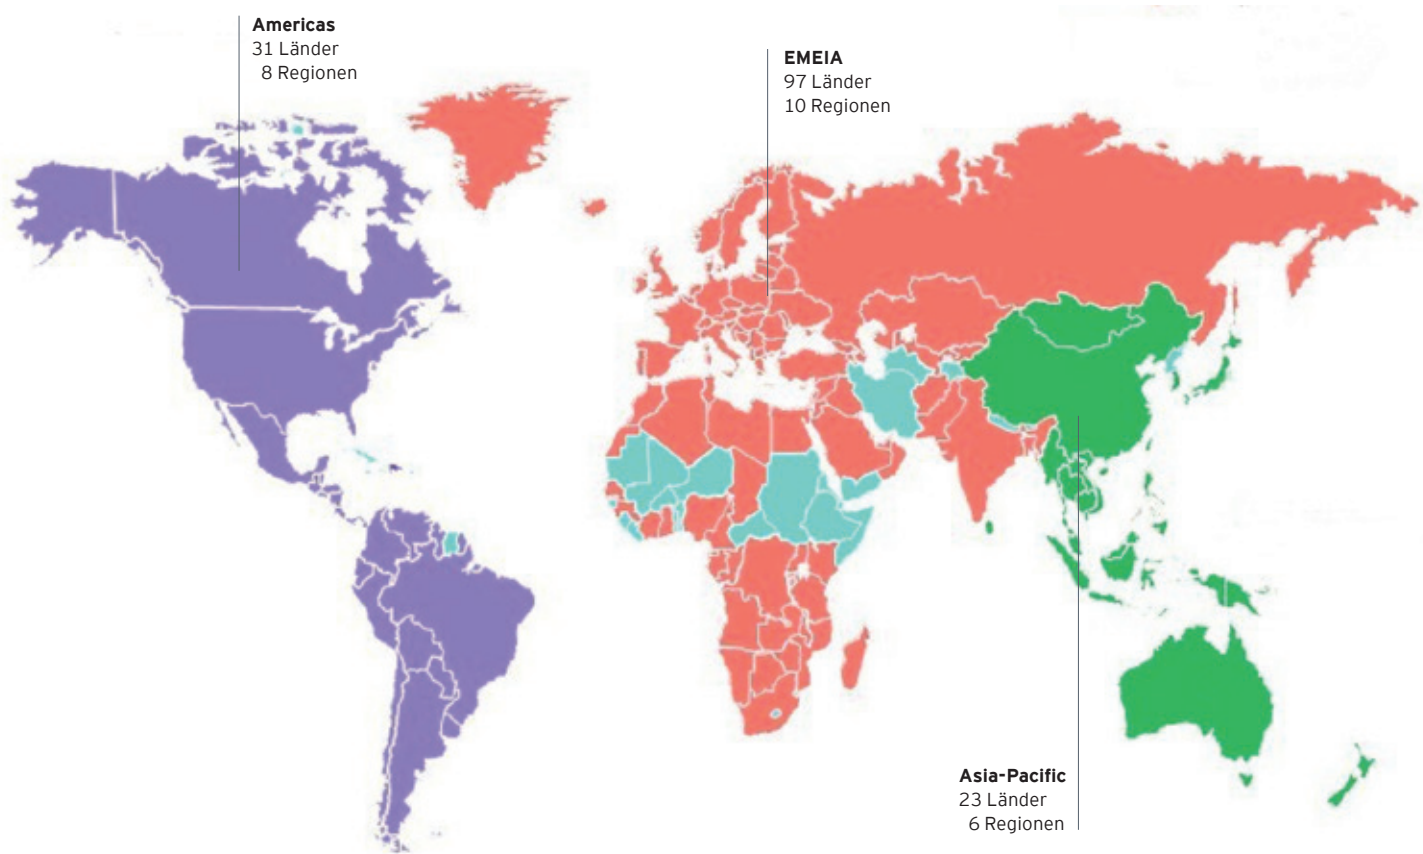 Americas
31 Länder
8 Regionen
EMEIA
97 Länder
10 Regionen
Asia-Pacific
23 Länder
6 Regionen